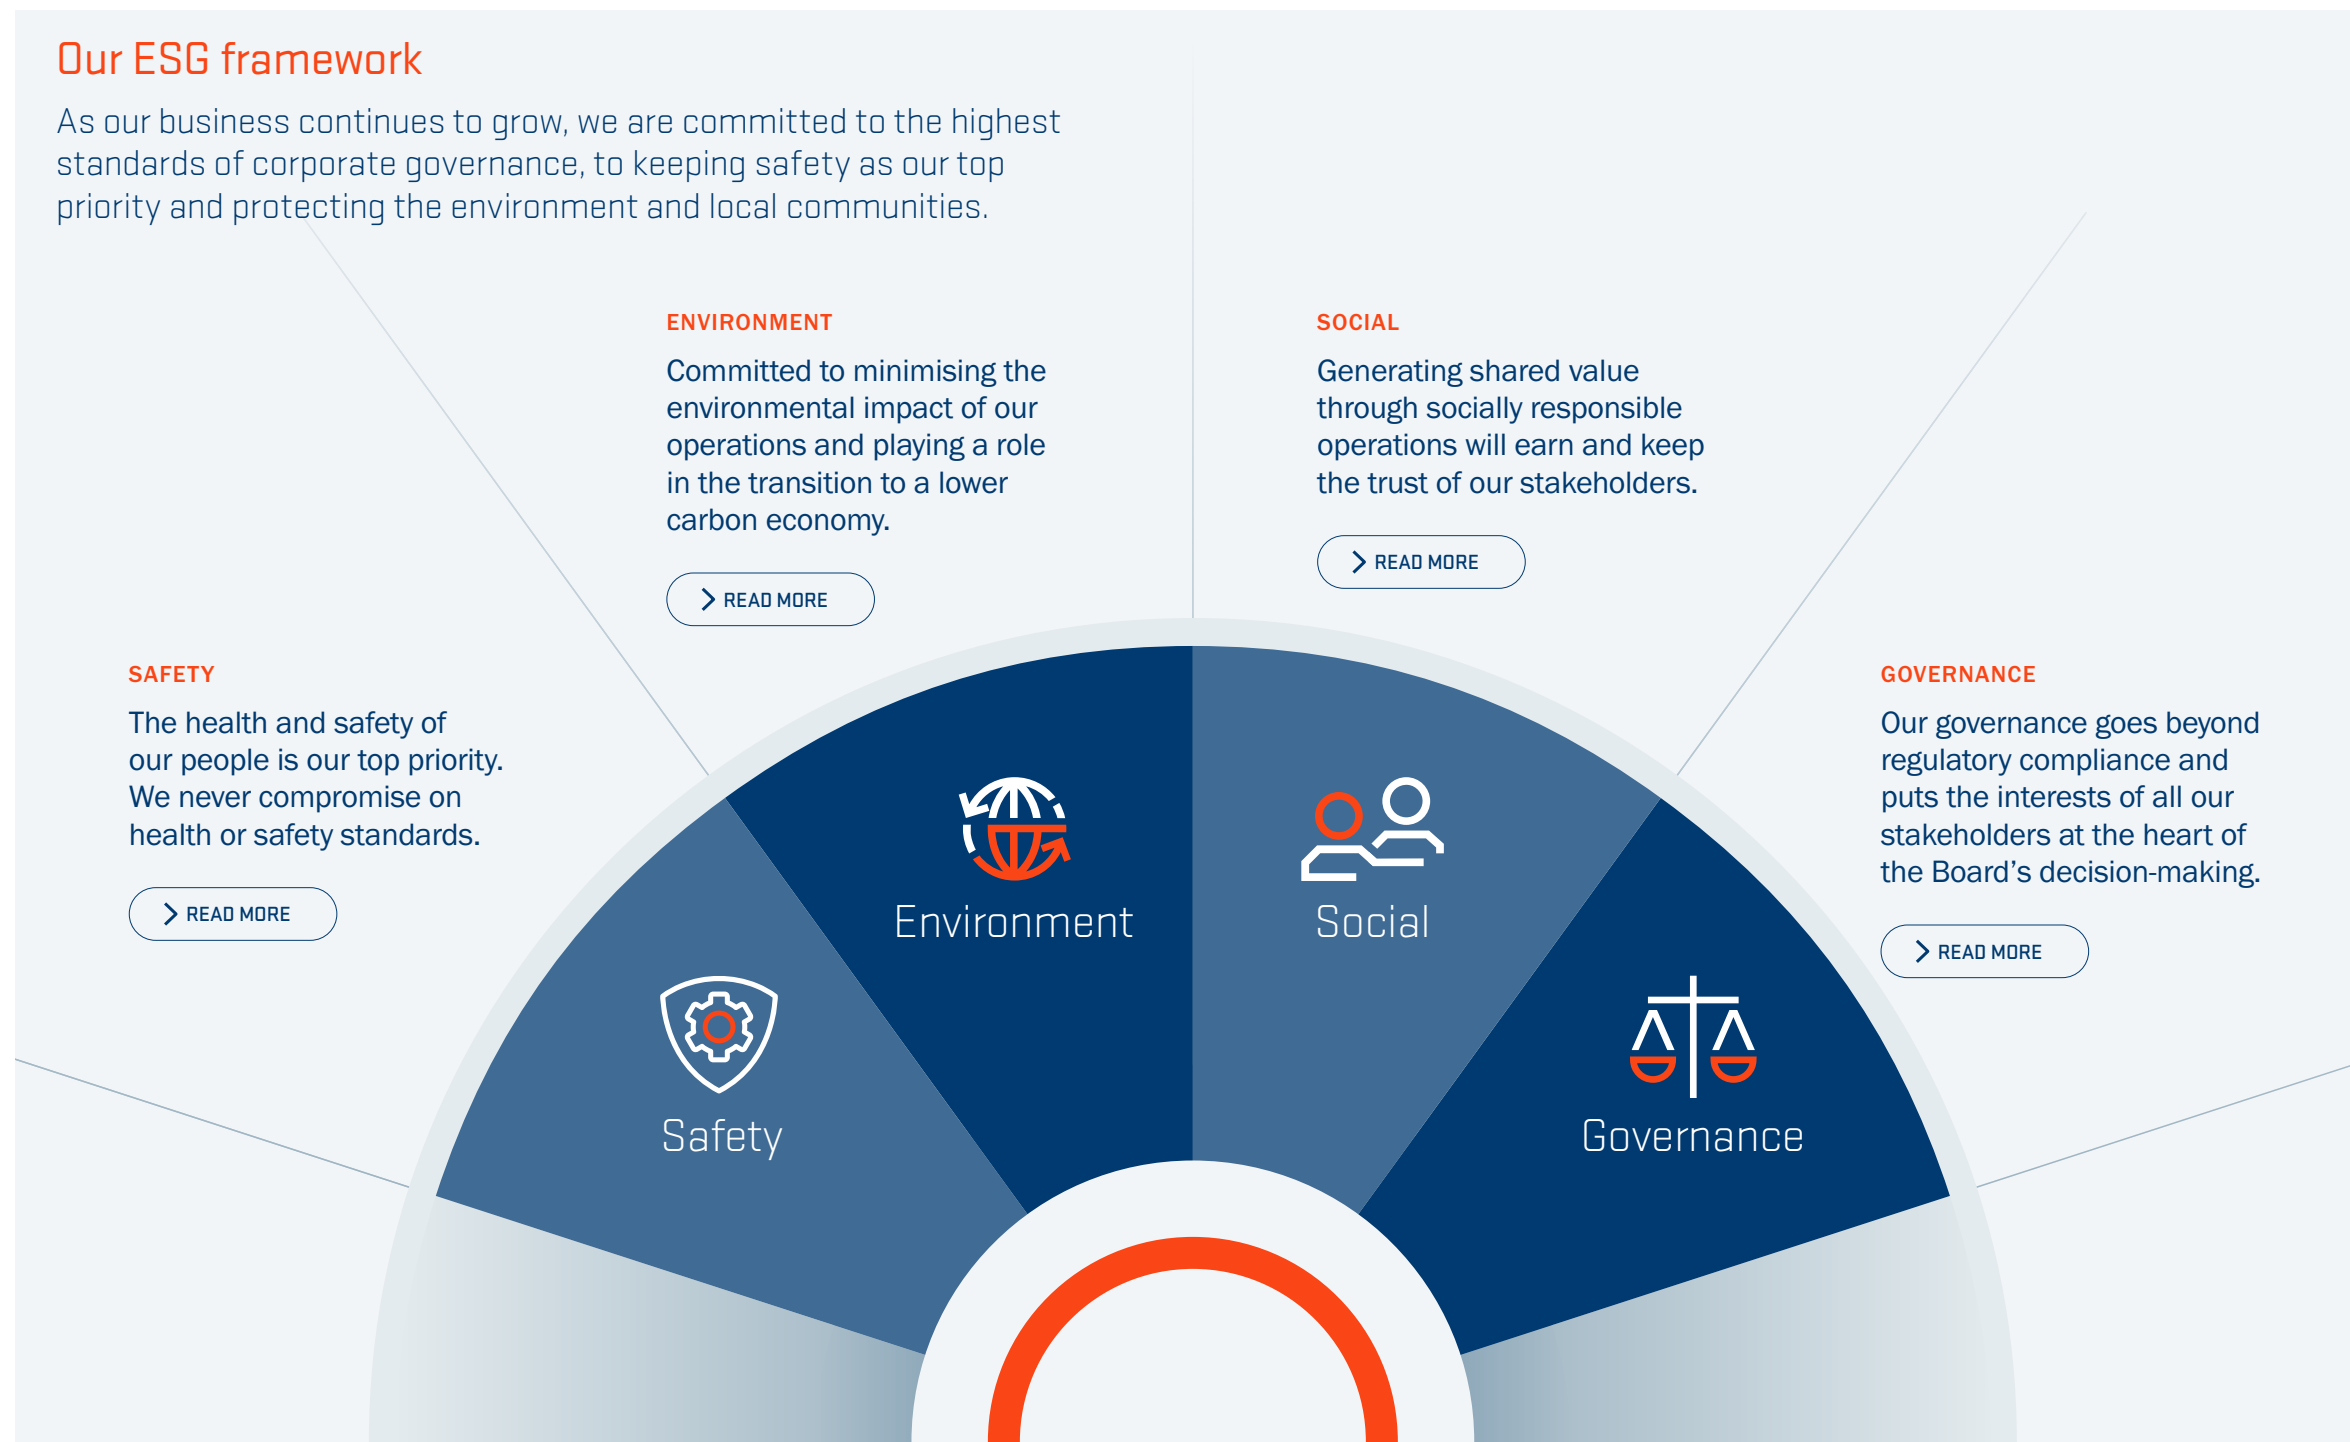 Our ESG framework
As our business continues to grow, we are committed to the highest
standards of corporate governance, to keeping safety as our top
priority and protecting the environment and local communities.
ENVIRONMENT
Committed to minimising the
environmental impact of our
operations and playing a role
in the transition to a lower
carbon economy.
READ MORE
SOCIAL
Generating shared value
through socially responsible
operations will earn and keep
the trust of our stakeholders.
READ MORE
SAFETY
The health and safety of
our people is our top priority.
We never compromise on
health or safety standards.
READ MORE
GOVERNANCE
Our governance goes beyond
regulatory compliance and
puts the interests of all our
stakeholders at the heart of
the Board’s decision-making.
READ MORE
Environment
Social
Safety
Governance